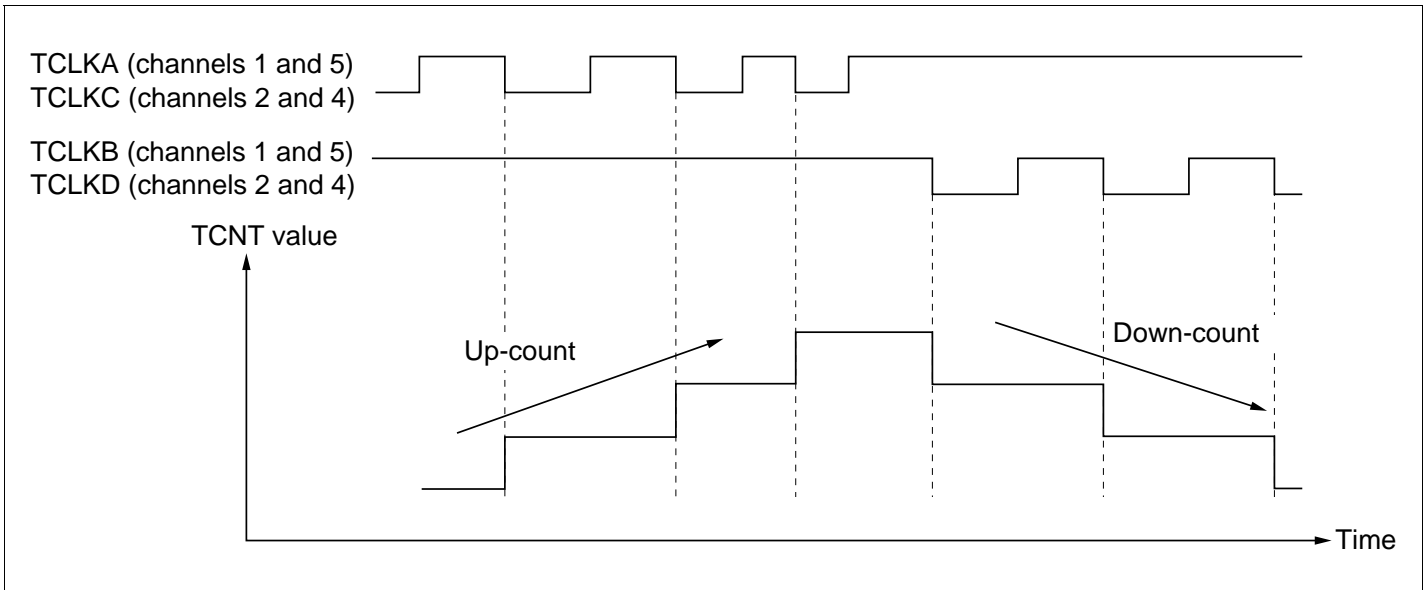 TCLKA (channels 1 and 5)
TCLKC (channels 2 and 4)
TCLKB (channels 1 and 5)
TCLKD (channels 2 and 4)
TCNT value
Up-count
Down-count
Time